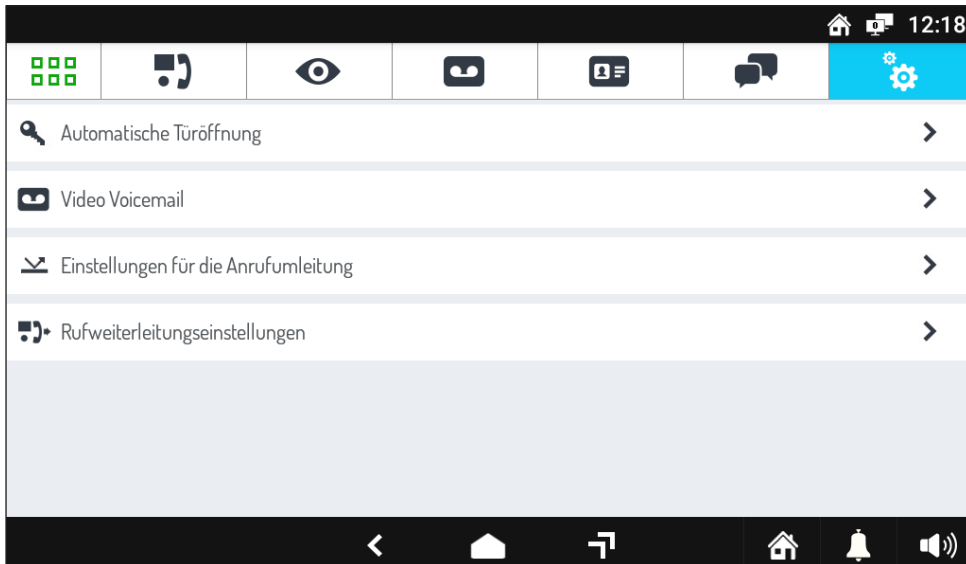 12:18
Automatische Türöffnung
Video Voicemail
Einstellungen für die Anrufumleitung
Rufweiterleitungseinstellungen